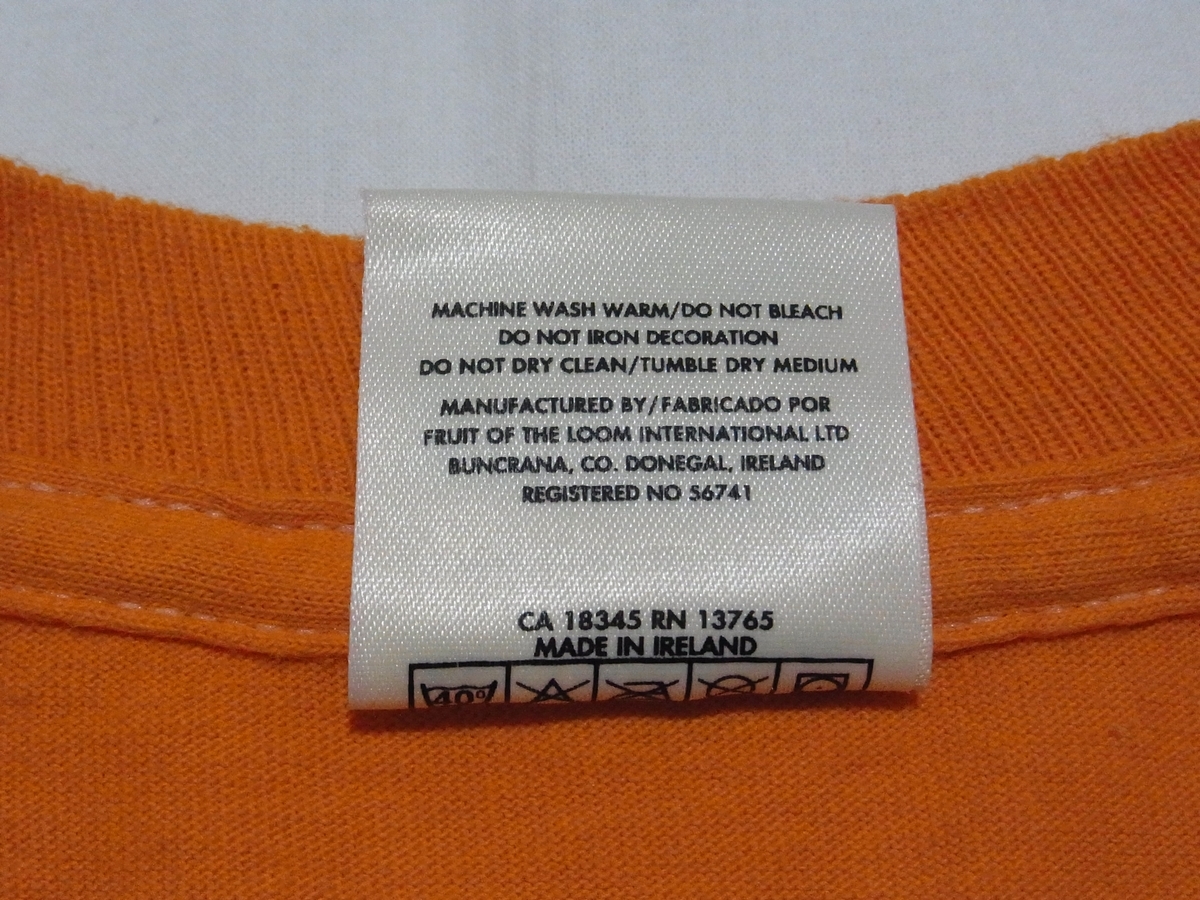 MACHINE WASH WARM/DO NOT BLEACH
DO NOT IRON DECORATION
DO NOT DRY CLEAN/TUMBLE DRY MEDIUM
MANUFACTURED BY/FABRICADO POR
FRUIT OF THE LOOM INTERNATIONAL LTD
BUNCRANA, CO. DONEGAL, IRELAND
REGISTERED NO 56741
CA 18345 RN 13765
MADE IN IRELAND
40°